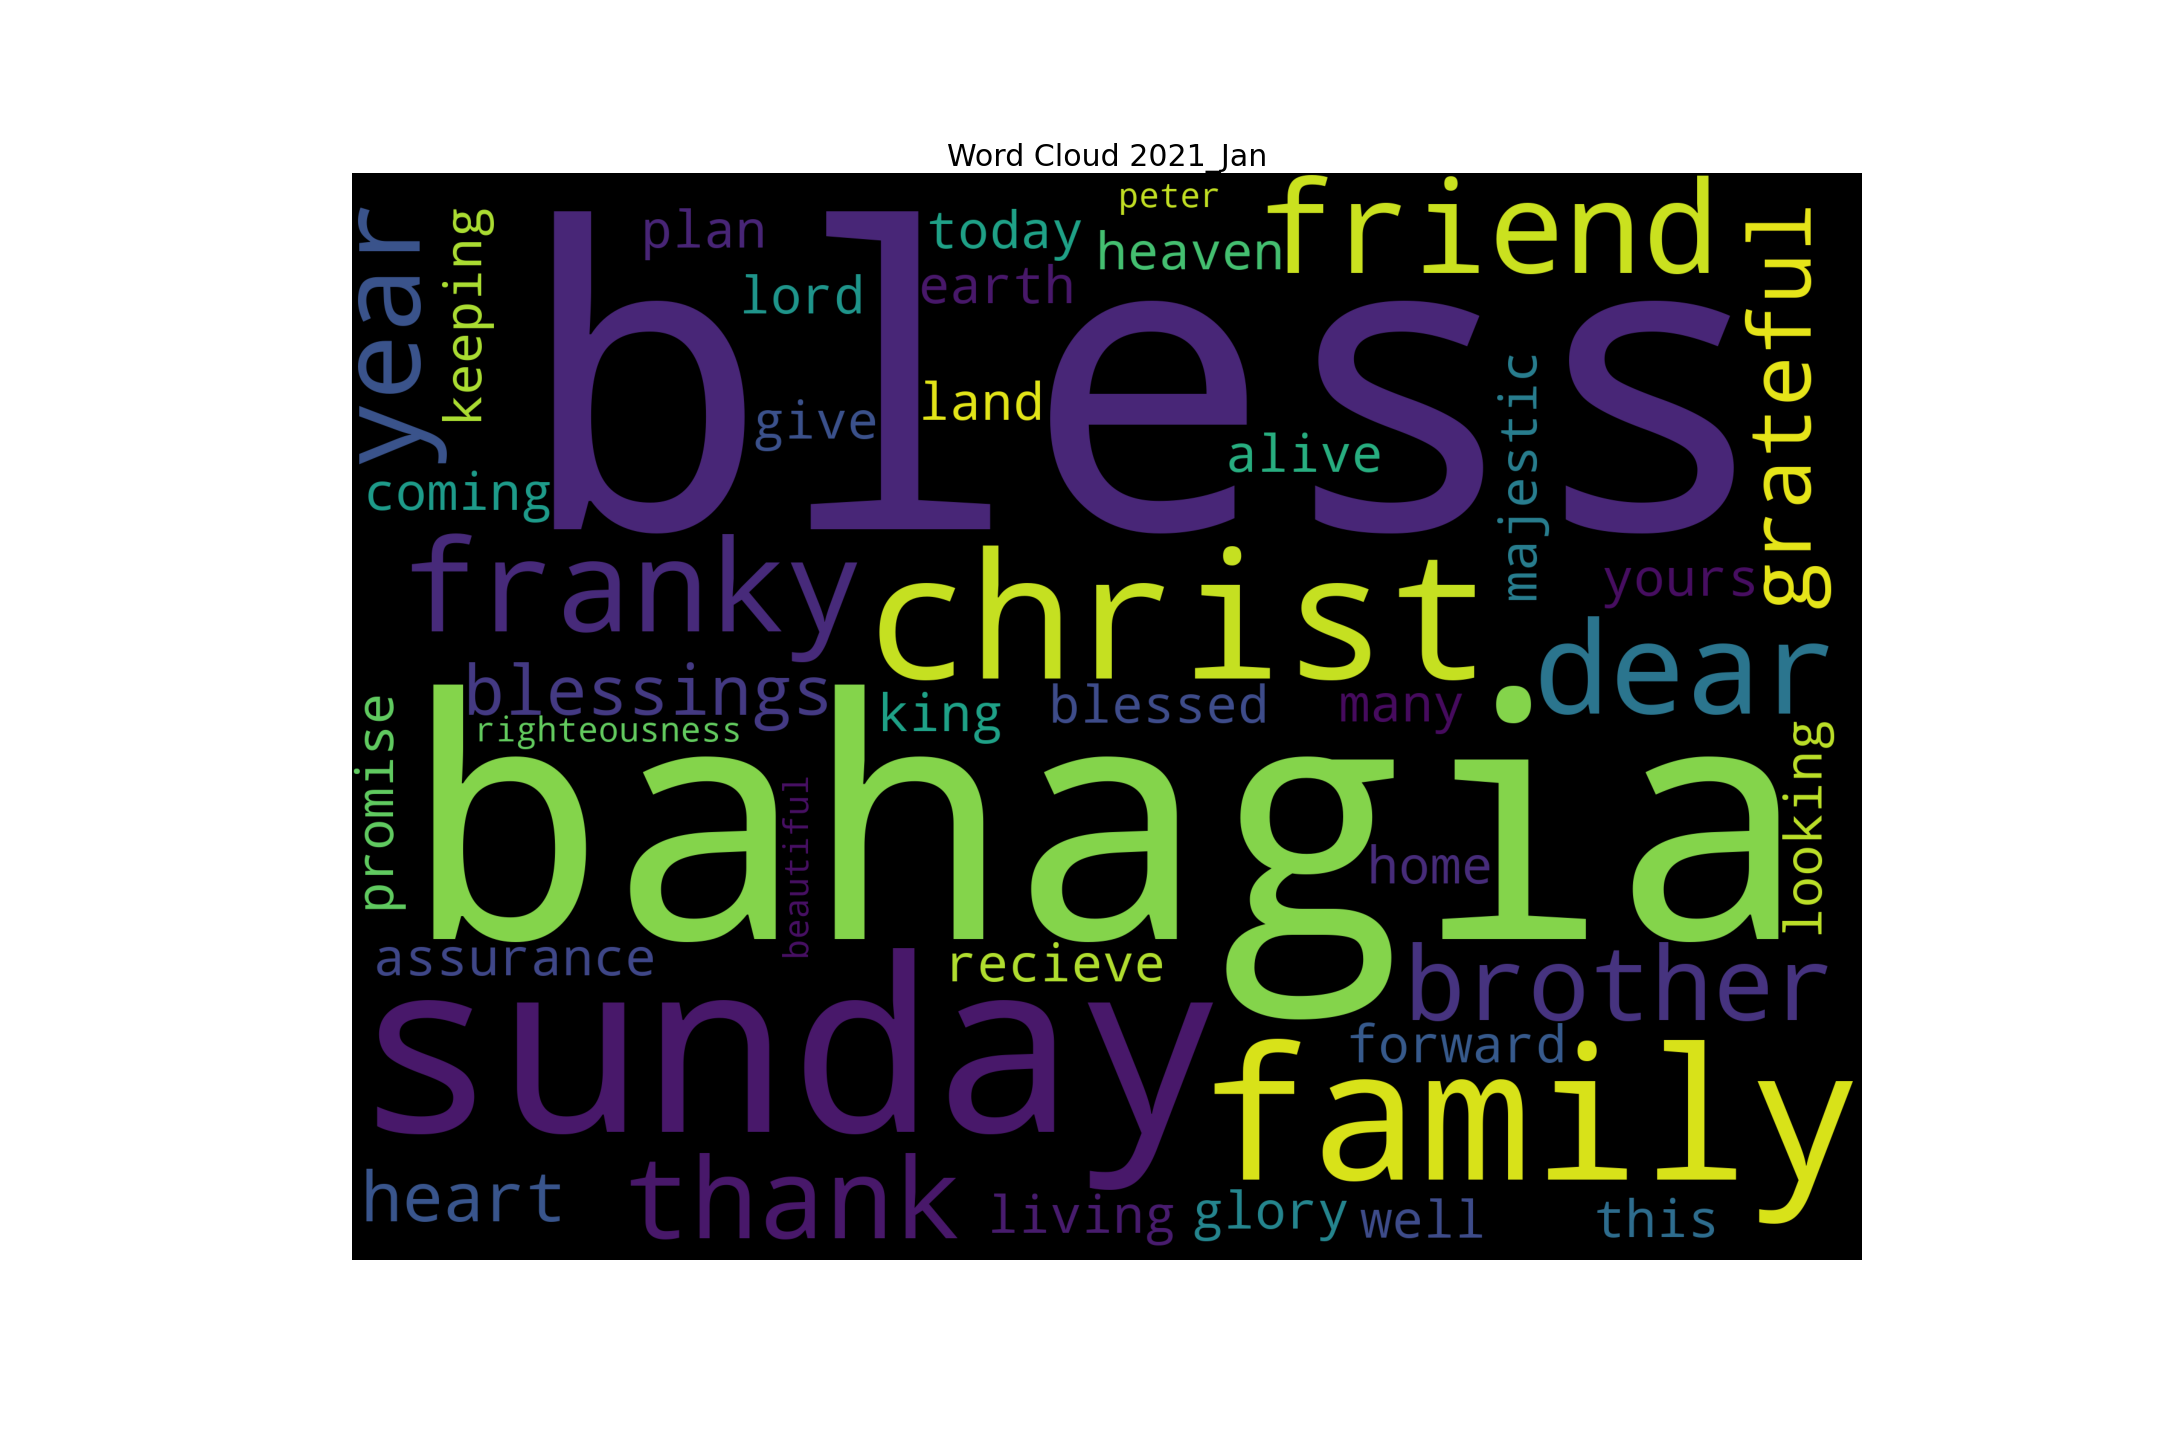 Word Cloud 2021_Jan
peter
friend
year
keeping
plan
bless
today
heaven
grateful
lord
earth
give
land
alive
majestic
coming
franky
christ
yours
dear
blessings
king
blessed
many
righteousness
promise
bahagia
beautiful
looking
home
assurance
recieve
brother
sunday
forward
family
heart
thank
living
glory
well
this